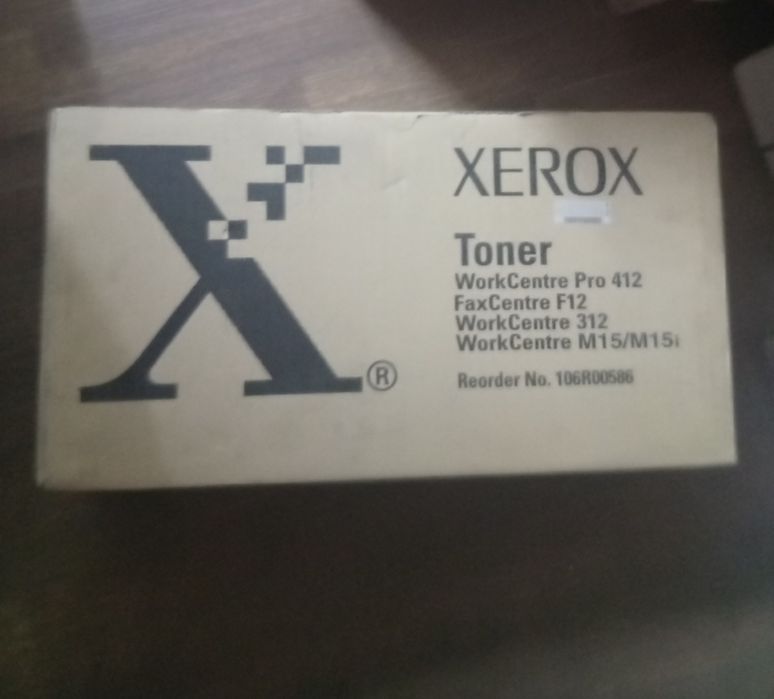 X®
XEROX
Toner
WorkCentre Pro 412
FaxCentre F12
WorkCentre 312
WorkCentre M15/M15i
Reorder No. 106R00586